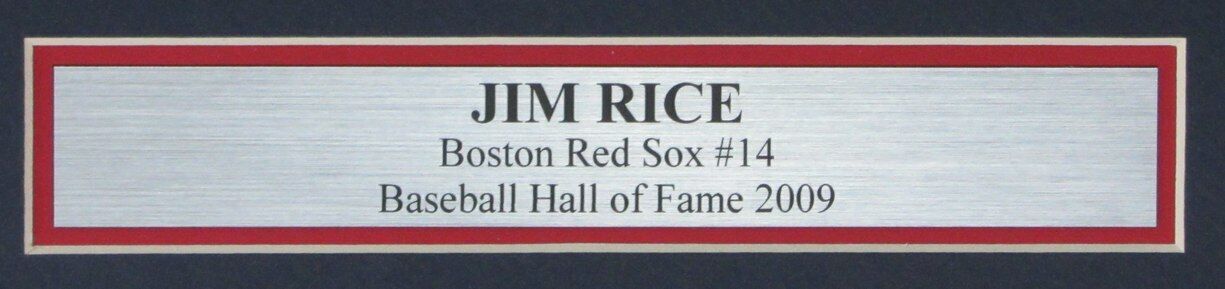 JIM RICE
Boston Red Sox #14
Baseball Hall of Fame 2009